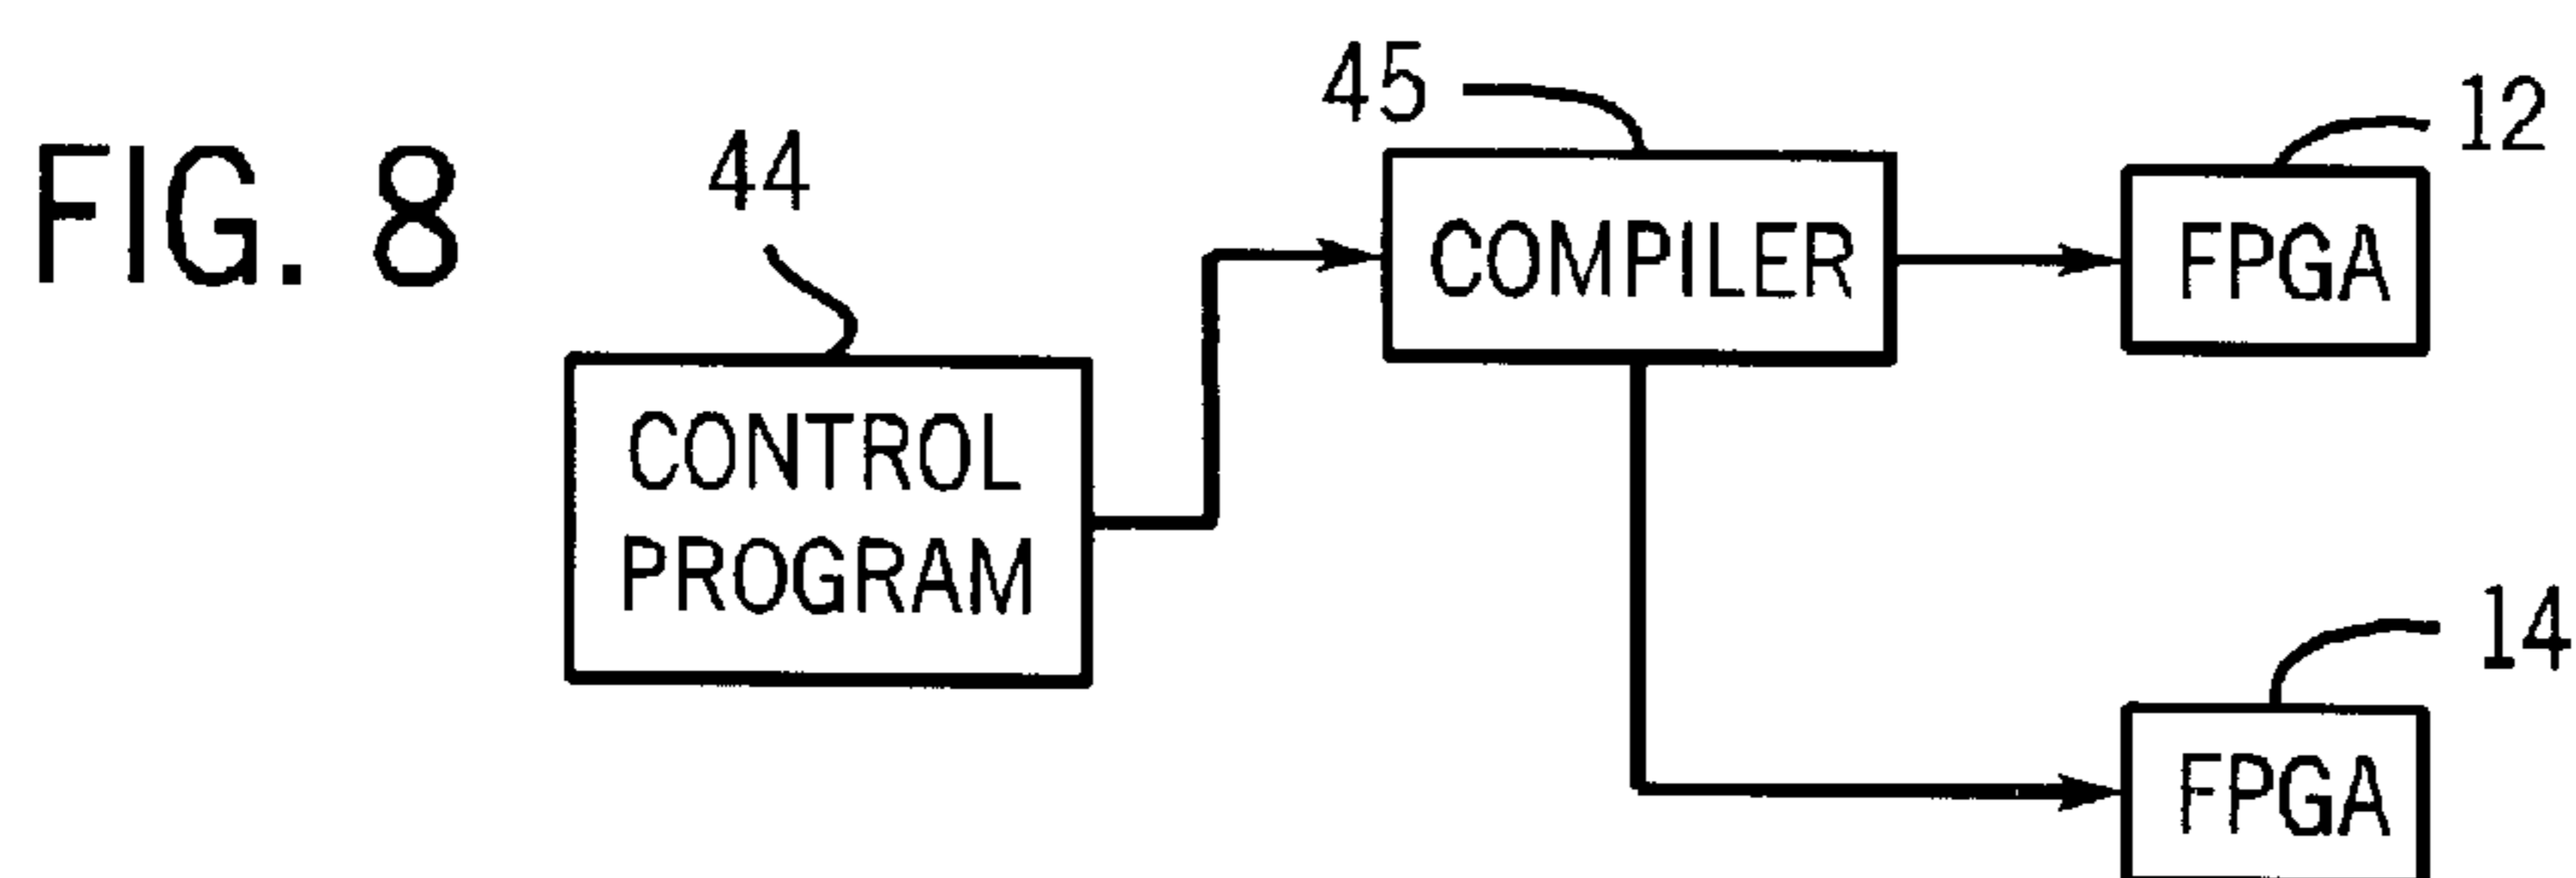 FIG. 8
44
CONTROL
PROGRAM
45
COMPILER
12
FPGA
14
FPGA